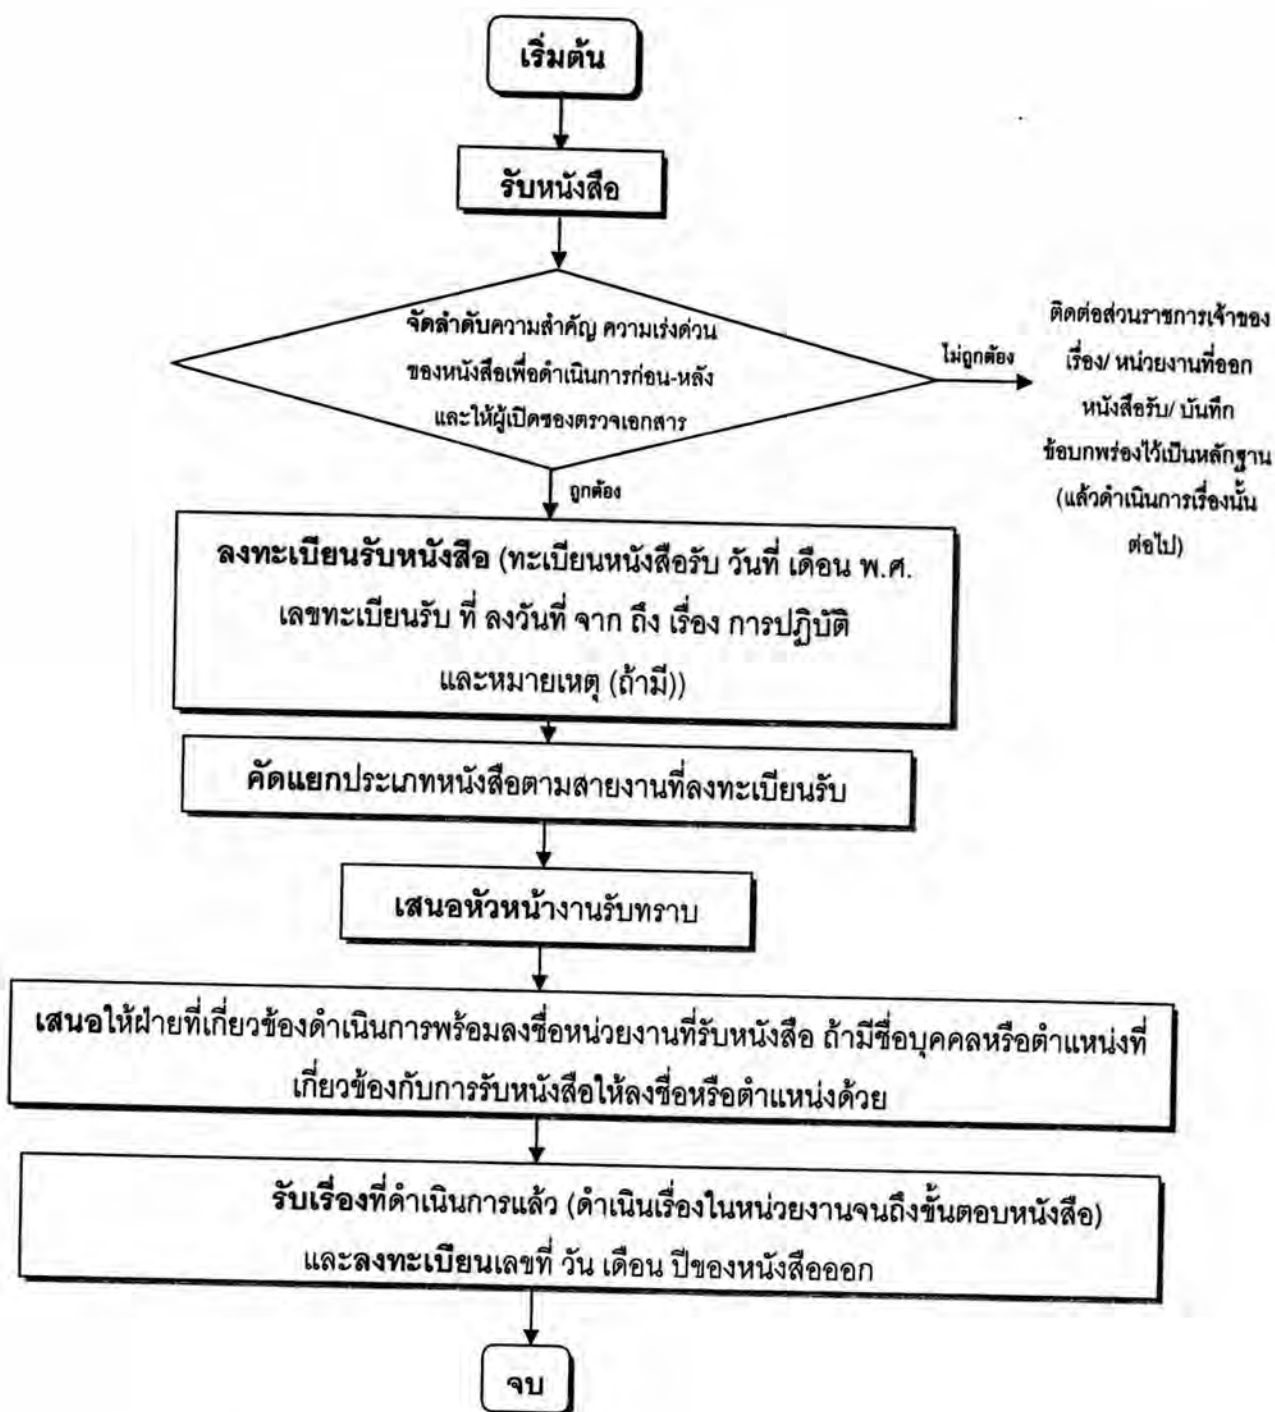 เริ่มต้น
รับหนังสือ
จัดลำดับความสำคัญ ความเร่งด่วน
ของหนังสือเพื่อดำเนินการก่อน-หลัง
และให้ผู้เปิดซองตรวจเอกสาร
ไม่ถูกต้อง
ติดต่อส่วนราชการเจ้าของ
เรื่อง/ หน่วยงานที่ออก
หนังสือรับ/ บันทึก
ข้อบกพร่องไว้เป็นหลักฐาน
(แล้วดำเนินการเรื่องนั้น
ต่อไป)
ถูกต้อง
ลงทะเบียนรับหนังสือ (ทะเบียนหนังสือรับ วันที่ เดือน พ.ศ.
เลขทะเบียนรับ ที่ ลงวันที่ จาก ถึง เรื่อง การปฏิบัติ
และหมายเหตุ (ถ้ามี))
คัดแยกประเภทหนังสือตามสายงานที่ลงทะเบียนรับ
เสนอหัวหน้างานรับทราบ
เสนอให้ฝ่ายที่เกี่ยวข้องดำเนินการพร้อมลงชื่อหน่วยงานที่รับหนังสือ ถ้ามีชื่อบุคคลหรือตำแหน่งที่
เกี่ยวข้องกับการรับหนังสือให้ลงชื่อหรือตำแหน่งด้วย
รับเรื่องที่ดำเนินการแล้ว (ดำเนินเรื่องในหน่วยงานจนถึงขั้นตอบหนังสือ)
และลงทะเบียนเลขที่ วัน เดือน ปีของหนังสือออก
จบ